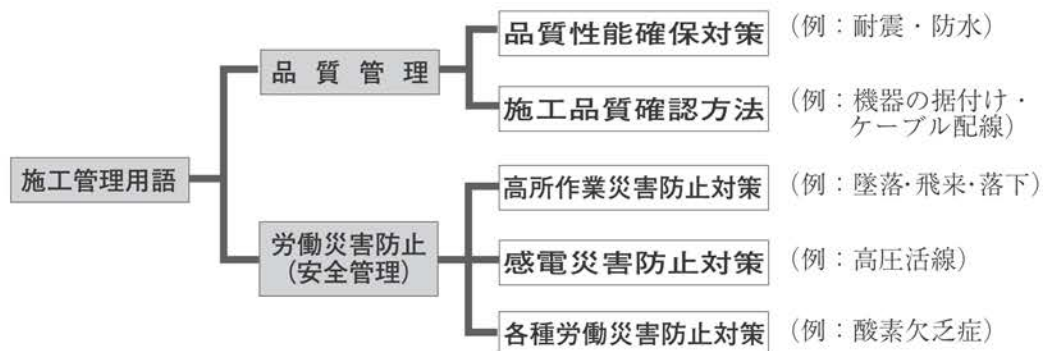 品質性能確保対策 (例：耐震・防水)
品質管理
施工品質確認方法 (例：機器の据付け・
ケーブル配線)
施工管理用語
高所作業災害防止対策 (例：墜落・飛来・落下)
労働災害防止
(安全管理)
感電災害防止対策 (例：高圧活線)
各種労働災害防止対策 (例：酸素欠乏症)